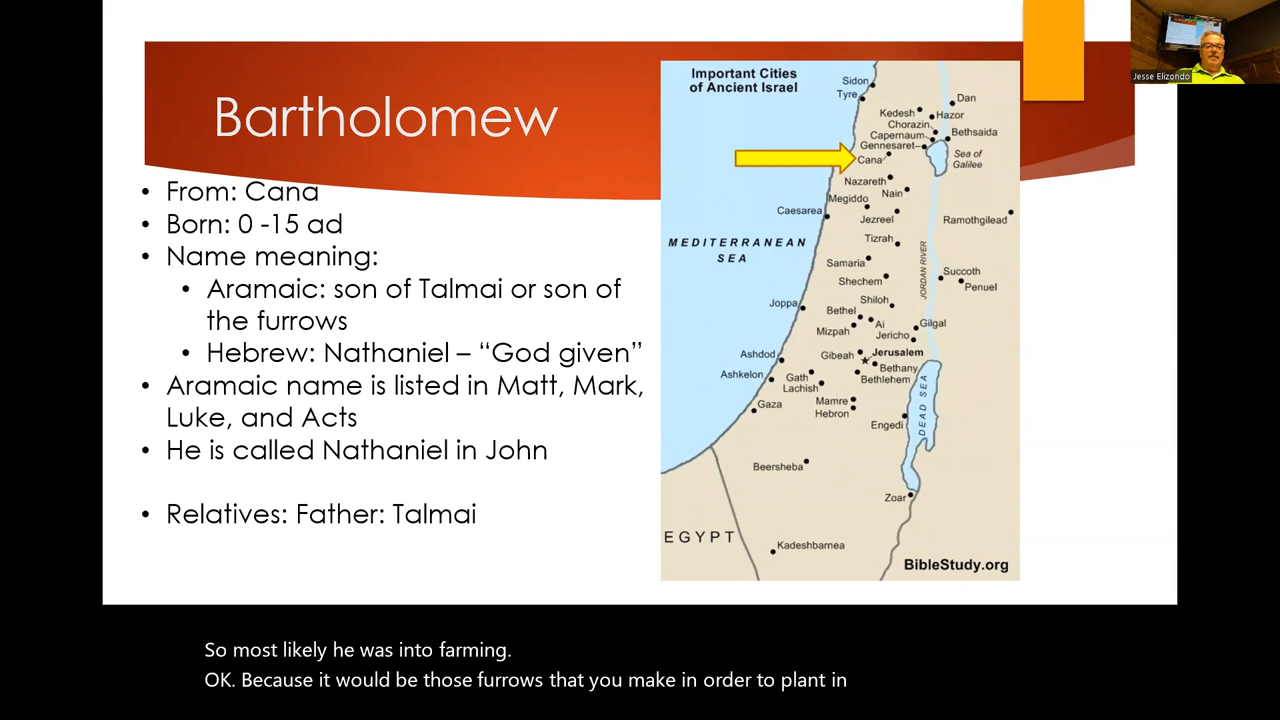 Bartholomew
• From: Cana
• Born: 0 -15 ad
• Name meaning:
• Aramaic: son of Talmai or son of
the furrows
• Hebrew: Nathaniel – “God given”
• Aramaic name is listed in Matt, Mark,
Luke, and Acts
• He is called Nathaniel in John
• Relatives: Father: Talmai
Important Cities
of Ancient Israel
Sidon
Tyre
Dan
Kedesh
Hazor
Chorazin
Capernaum
Bethsaida
Gennesaret
Cana
Sea of
Galilee
Nazareth
Nain
Megiddo
Caesarea
Jezreel
Ramothgilead
Tizrah
MEDITERRANEAN
SEA
Samaria
JORDAN RIVER
Succoth
Shechem
Penuel
Shiloh
Joppa
Bethel
Ai
Gilgal
Mizpah
Jericho
Gibeah
Jerusalem
Ashdod
Bethany
Ashkelon
Gath
Bethlehem
Lachish
DEAD SEA
Gaza
Mamre
Hebron
Engedi
Beersheba
Zoar
EGYPT
Kadeshbarnea
BibleStudy.org
Jesse Elizondo
So most likely he was into farming.
OK. Because it would be those furrows that you make in order to plant in